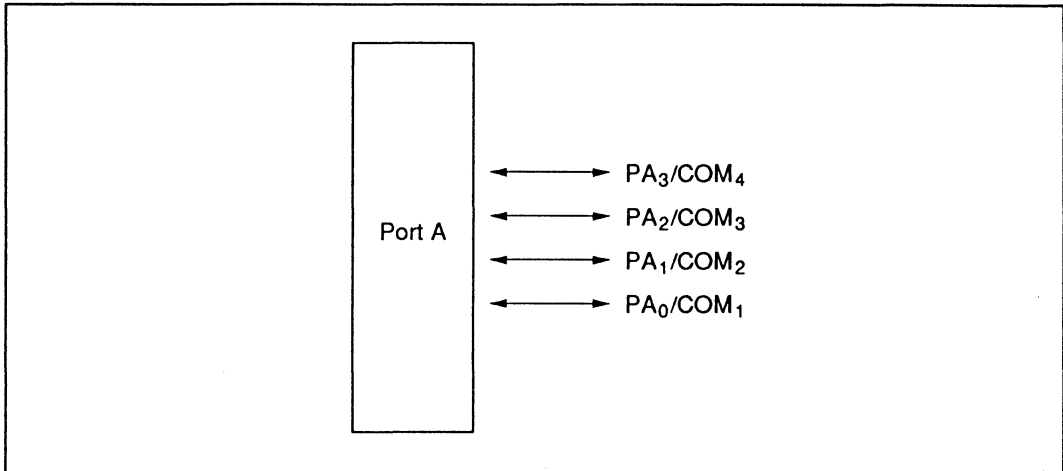 Port A
PA₃/COM₄
PA₂/COM₃
PA₁/COM₂
PA₀/COM₁